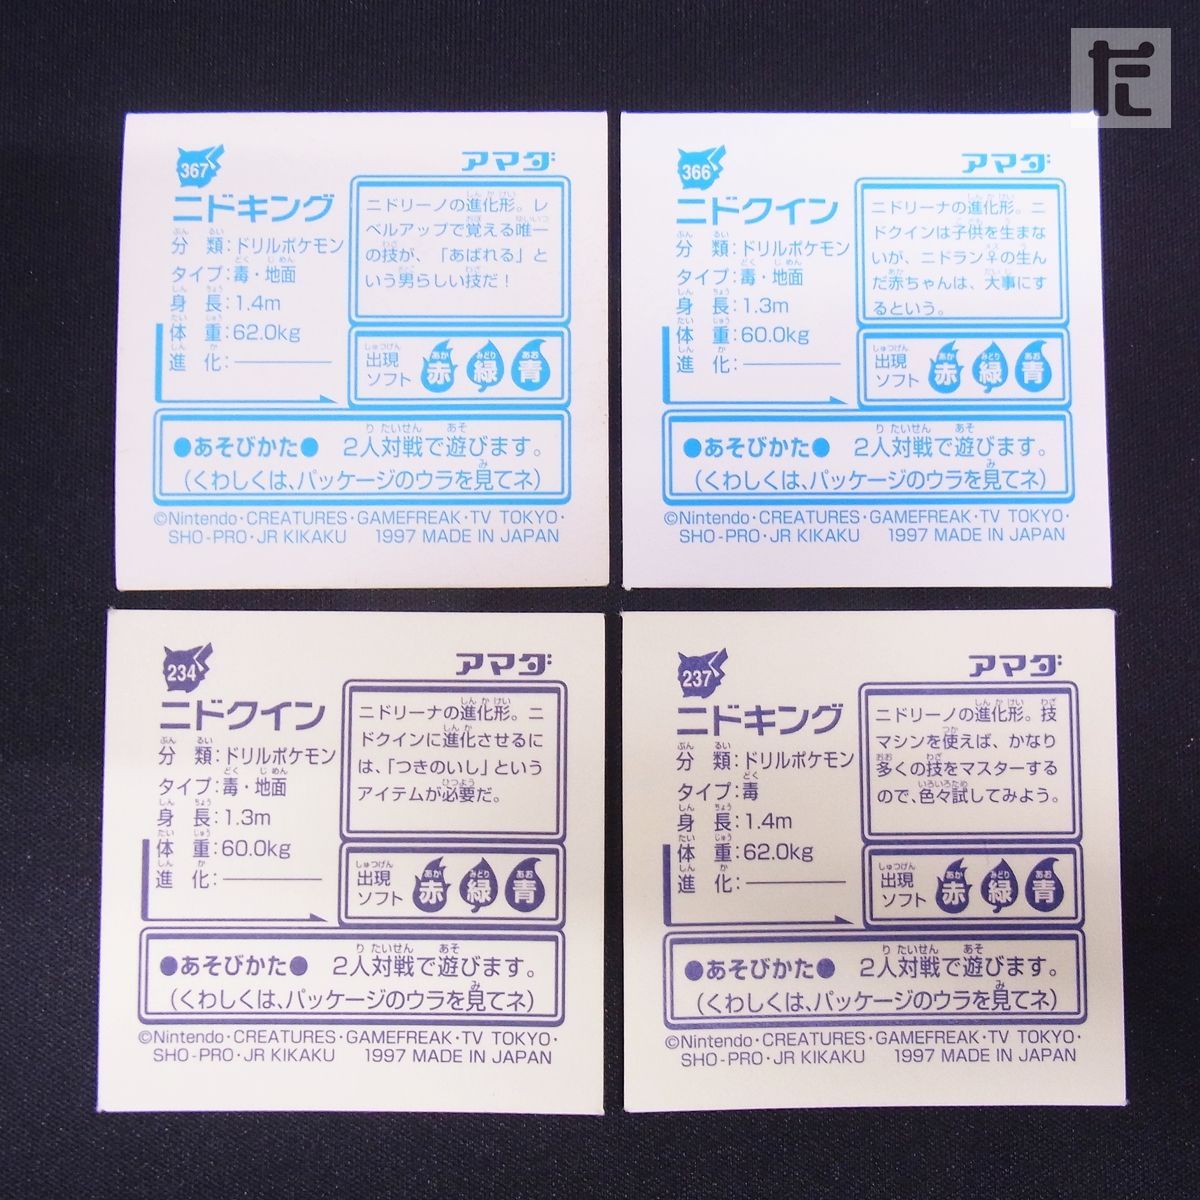 た
367
アマダ
ニドキング
分類:ドリルポケモン
タイプ:毒・地面
身長:1.4m
体重:62.0kg
進化:
ニドリーノの進化形。レ
ベルアップで覚える唯一
の技が、「あばれる」と
いう男らしい技だ!
出現
ソフト
赤 緑 青
●あそびかた● 2人対戦で遊びます。
(くわしくは、パッケージのウラを見てネ)
©Nintendo・CREATURES・GAMEFREAK・TV TOKYO・
SHO-PRO・JR KIKAKU 1997 MADE IN JAPAN
366
アマダ
ニドクイン
分類:ドリルポケモン
タイプ:毒・地面
身長:1.3m
体重:60.0kg
進化:
ニドリーナの進化形。ニ
ドクインは子供を生まな
いが、ニドラン♀の生ん
だ赤ちゃんは、大事にす
るという。
出現
ソフト
赤 緑 青
●あそびかた● 2人対戦で遊びます。
(くわしくは、パッケージのウラを見てネ)
©Nintendo・CREATURES・GAMEFREAK・TV TOKYO・
SHO-PRO・JR KIKAKU 1997 MADE IN JAPAN
234
アマダ
ニドクイン
分類:ドリルポケモン
タイプ:毒・地面
身長:1.3m
体重:60.0kg
進化:
ニドリーナの進化形。ニ
ドクインに進化させるに
は、「つきのいし」という
アイテムが必要だ。
出現
ソフト
赤 緑 青
●あそびかた● 2人対戦で遊びます。
(くわしくは、パッケージのウラを見てネ)
©Nintendo・CREATURES・GAMEFREAK・TV TOKYO・
SHO-PRO・JR KIKAKU 1997 MADE IN JAPAN
237
アマダ
ニドキング
分類:ドリルポケモン
タイプ:毒
身長:1.4m
体重:62.0kg
進化:
ニドリーノの進化形。技
マシンを使えば、かなり
多くの技をマスターする
ので、色々試してみよう。
出現
ソフト
赤 緑 青
●あそびかた● 2人対戦で遊びます。
(くわしくは、パッケージのウラを見てネ)
©Nintendo・CREATURES・GAMEFREAK・TV TOKYO・
SHO-PRO・JR KIKAKU 1997 MADE IN JAPAN